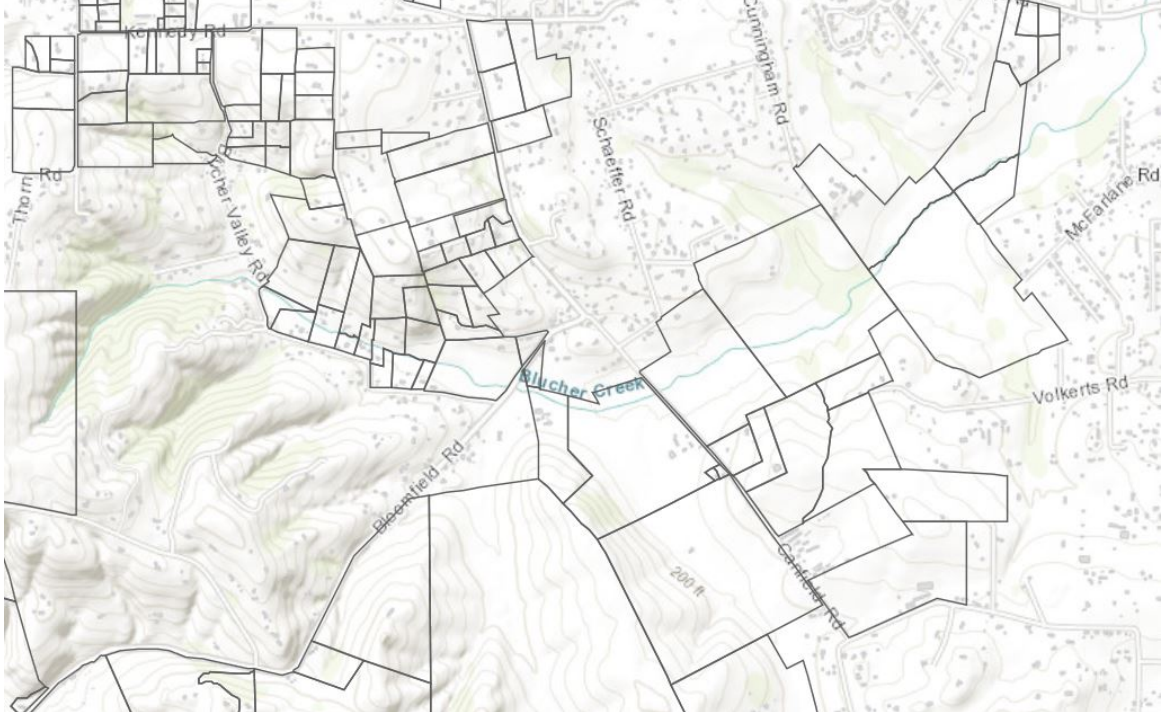 Kennedy Rd
Cunningham Rd
Schaeffer Rd
Thorn
Rd
cher Valley Rd
McFarlane Rd
Blucher Creek
Volkerts Rd
Bloomfield Rd
200 ft
Canfield Rd